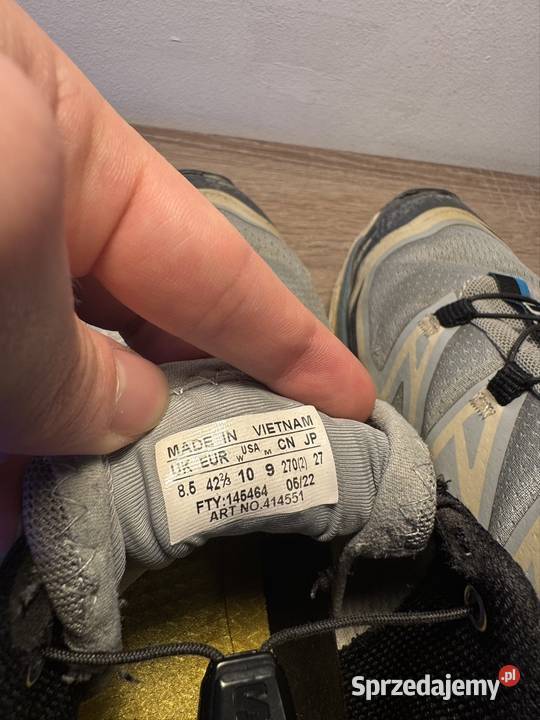 MADE IN VIETNAM
UK EUR W USA M CN JP
8.5 42⅔ 10 9 270(2) 27
FTY:145464 05/22
ART NO.414551
Sprzedajemy.pl